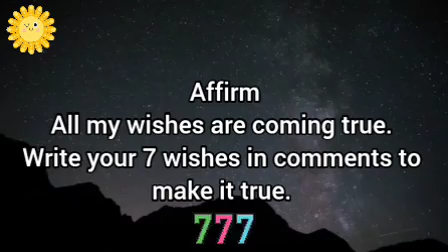 Affirm
All my wishes are coming true.
Write your 7 wishes in comments to
make it true.
777